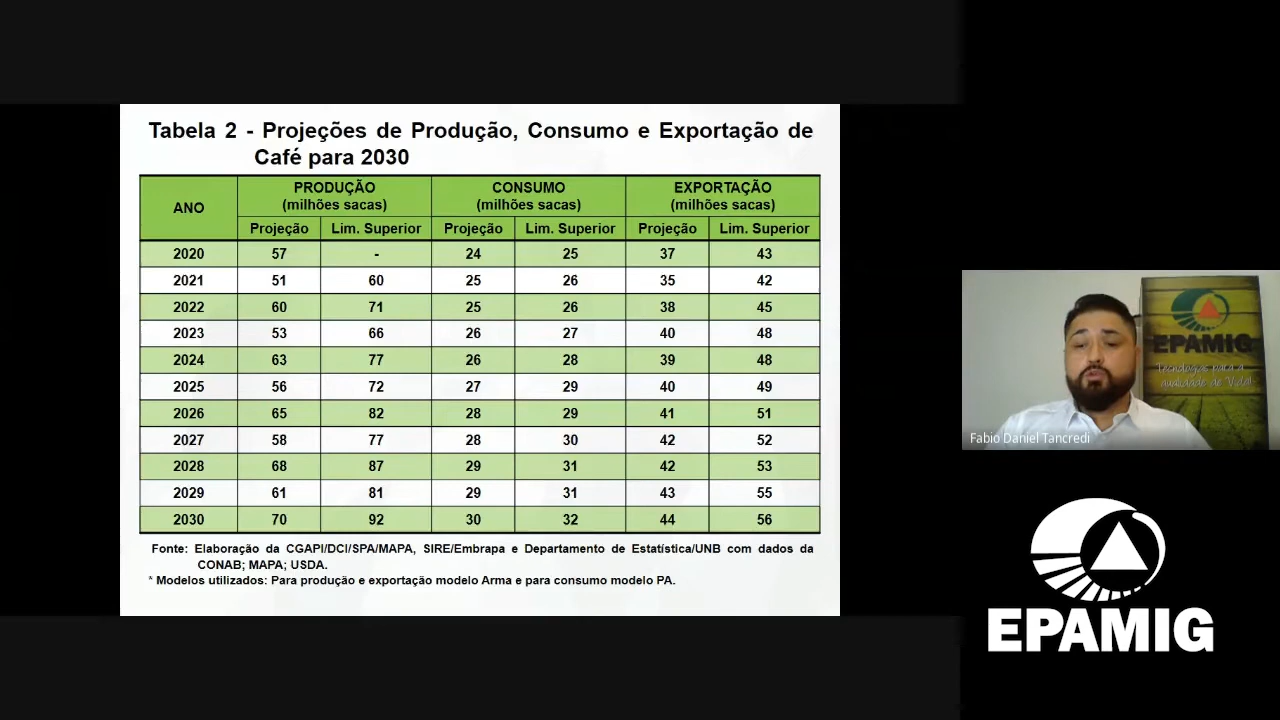 Tabela 2 - Projeções de Produção, Consumo e Exportação de
Café para 2030
ANO PRODUÇÃO (milhões sacas) CONSUMO (milhões sacas) EXPORTAÇÃO (milhões sacas)
Projeção Lim. Superior Projeção Lim. Superior Projeção Lim. Superior
2020 57 - 24 25 37 43
2021 51 60 25 26 35 42
2022 60 71 25 26 38 45
2023 53 66 26 27 40 48
2024 63 77 26 28 39 48
2025 56 72 27 29 40 49
2026 65 82 28 29 41 51
2027 58 77 28 30 42 52
2028 68 87 29 31 42 53
2029 61 81 29 31 43 55
2030 70 92 30 32 44 56
Fonte: Elaboração da CGAPI/DCI/SPA/MAPA, SIRE/Embrapa e Departamento de Estatística/UNB com dados da
CONAB; MAPA; USDA.
* Modelos utilizados: Para produção e exportação modelo Arma e para consumo modelo PA.
EPAMIG
Tecnologias para a
qualidade de Vida!
Fabio Daniel Tancredi
EPAMIG